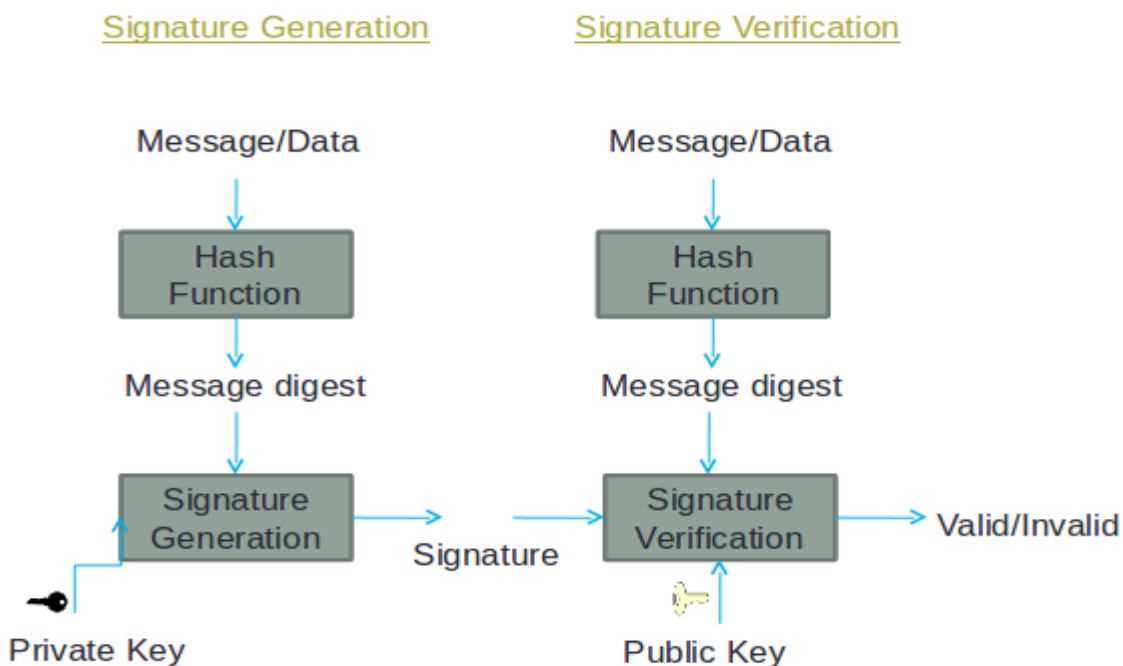 Signature Generation
Signature Verification
Message/Data
Message/Data
Hash
Function
Hash
Function
Message digest
Message digest
Signature
Generation
Signature
Signature
Verification
Valid/Invalid
Private Key
Public Key